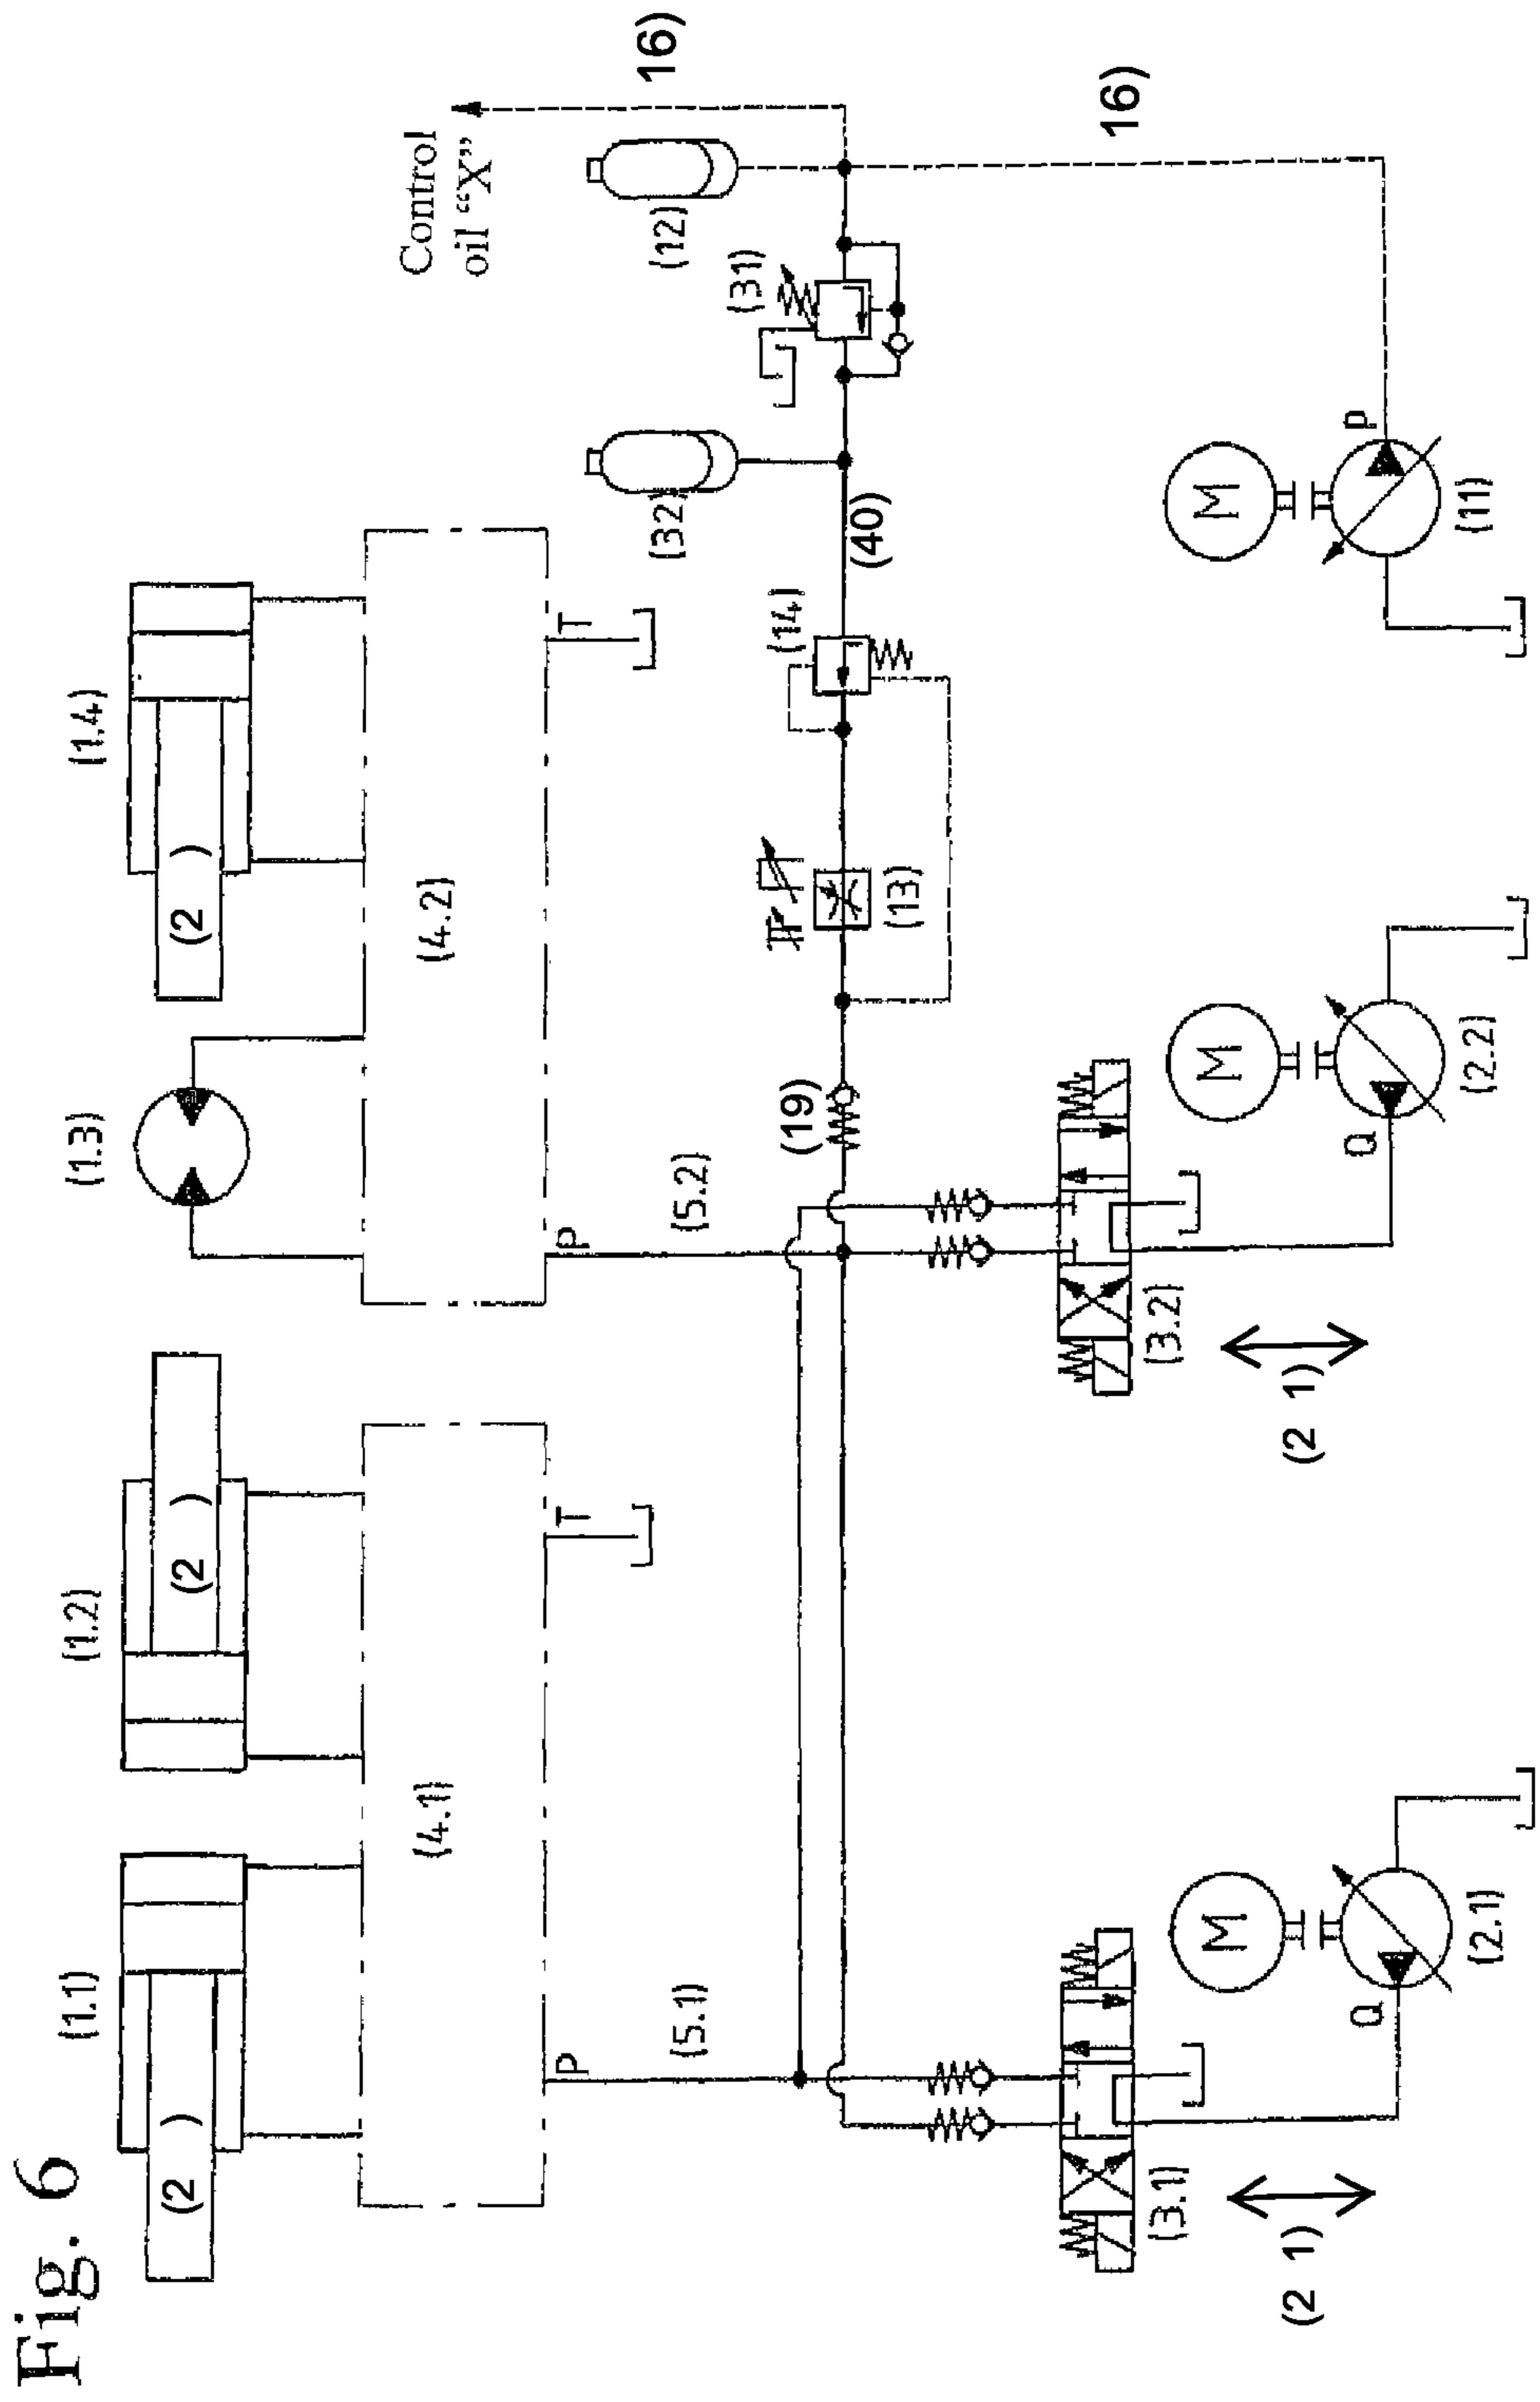 Fig. 6
(1.1)
(1.2)
(1.3)
(1.4)
(2 )
(2 )
(2 )
(4.1)
(4.2)
Control
oil “X”
P
T
P
T
(5.1)
(5.2)
(32)
(12)
16)
(19)
(13)
(14)
(40)
(31)
16)
(3.1)
(3.2)
(2 1)
M
(2 1)
M
M
Q
Q
P
(2.1)
(2.2)
(11)